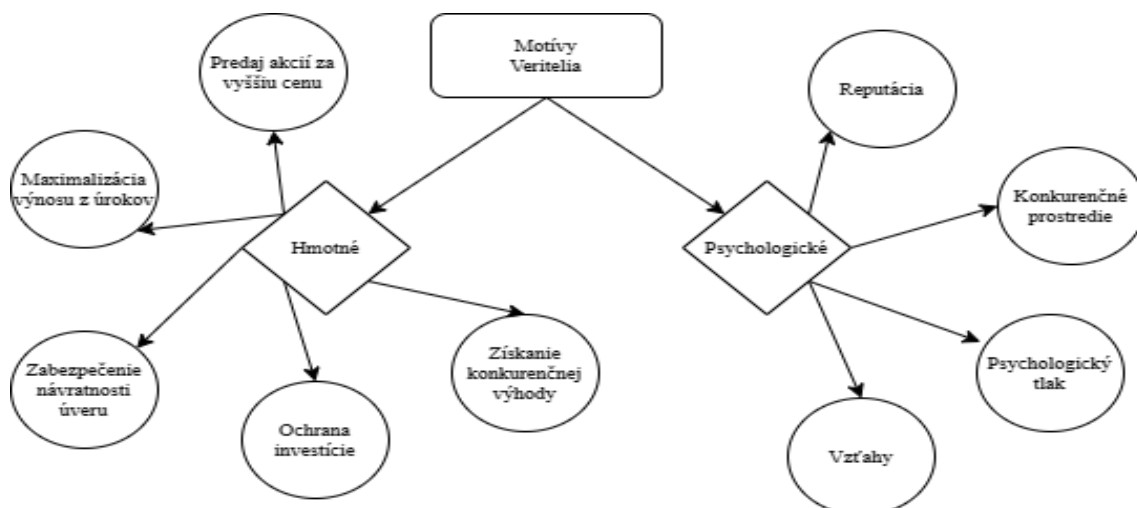 Motívy
Veritelia
Predaj akcií za
vyššiu cenu
Reputácia
Maximalizácia
výnosu z úrokov
Konkurenčné
prostredie
Hmotné
Psychologické
Zabezpečenie
návratnosti
úveru
Získanie
konkurenčnej
výhody
Psychologický
tlak
Ochrana
investície
Vzťahy